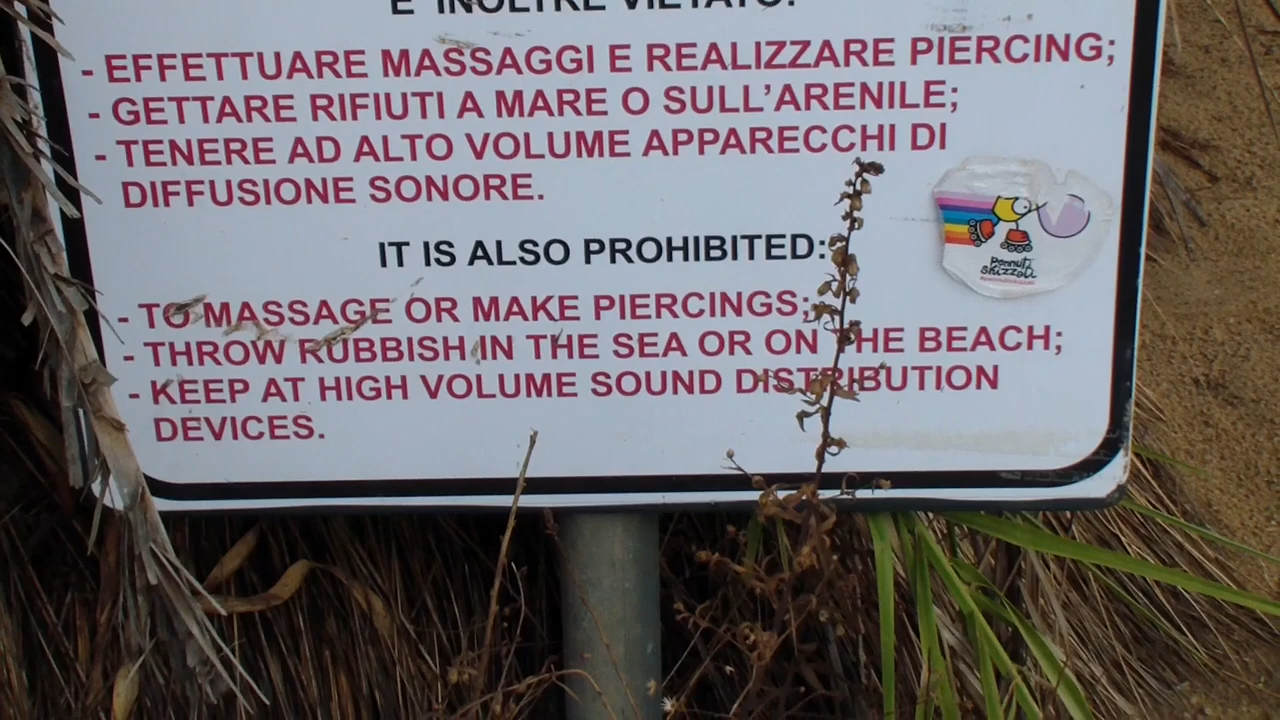 E' INOLTRE VIETATO:
- EFFETTUARE MASSAGGI E REALIZZARE PIERCING;
- GETTARE RIFIUTI A MARE O SULL'ARENILE;
- TENERE AD ALTO VOLUME APPARECCHI DI
DIFFUSIONE SONORE.
IT IS ALSO PROHIBITED:
- TO MASSAGE OR MAKE PIERCINGS;
- THROW RUBBISH IN THE SEA OR ON THE BEACH;
- KEEP AT HIGH VOLUME SOUND DISTRIBUTION
DEVICES.